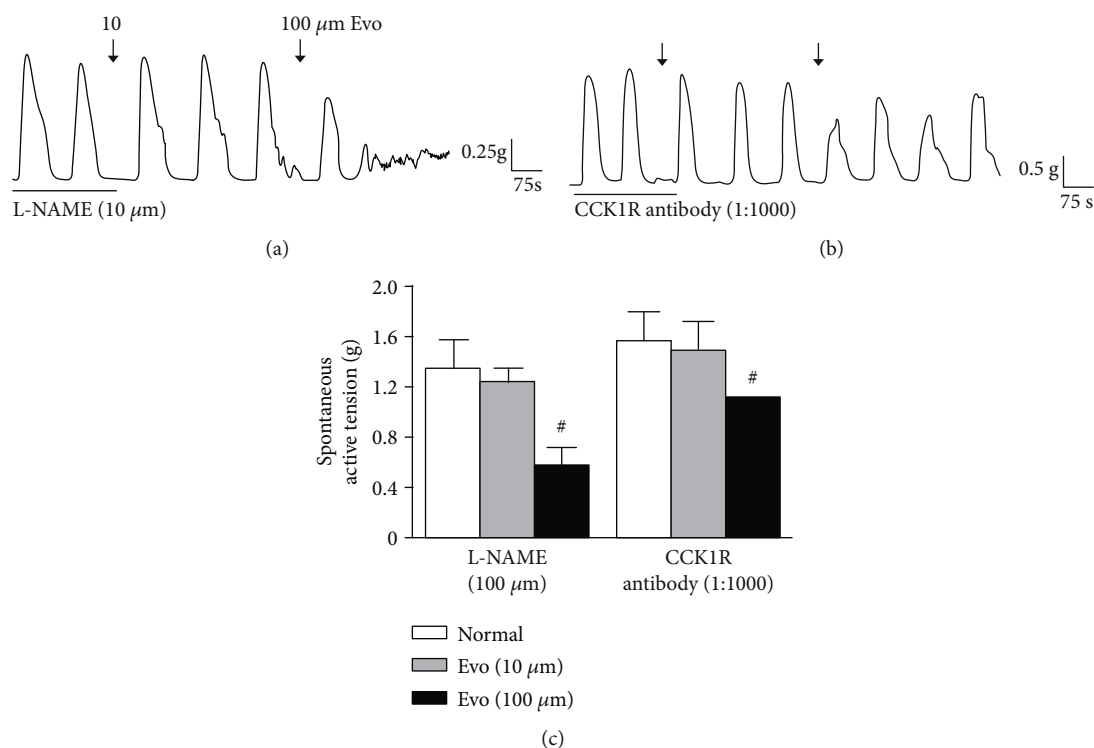 10
100 μm Evo
0.25g
75s
L-NAME (10 μm)
(a)
0.5 g
75 s
CCK1R antibody (1:1000)
(b)
Spontaneous
active tension (g)
2.0
1.6
1.2
0.8
0.4
0
#
#
L-NAME
(100 μm)
CCK1R
antibody (1:1000)
Normal
Evo (10 μm)
Evo (100 μm)
(c)